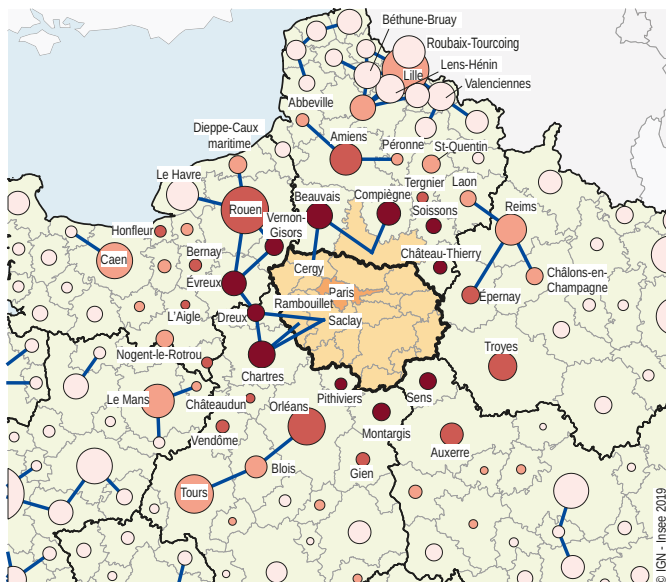 Béthune-Bruay
Roubaix-Tourcoing
Lille
Lens-Hénin
Valenciennes
Abbeville
Dieppe-Caux
maritime
Amiens
Péronne
St-Quentin
Le Havre
Tergnier
Laon
Beauvais
Compiègne
Rouen
Soissons
Reims
Vernon-
Gisors
Honfleur
Bernay
Château-Thierry
Caen
Cergy
Châlons-en-
Champagne
Évreux
Paris
Épernay
Rambouillet
L'Aigle
Dreux
Saclay
Troyes
Nogent-le-Rotrou
Chartres
Le Mans
Châteaudun
Orléans
Pithiviers
Sens
Vendôme
Montargis
Auxerre
Blois
Gien
Tours
IGN - Insee 2019